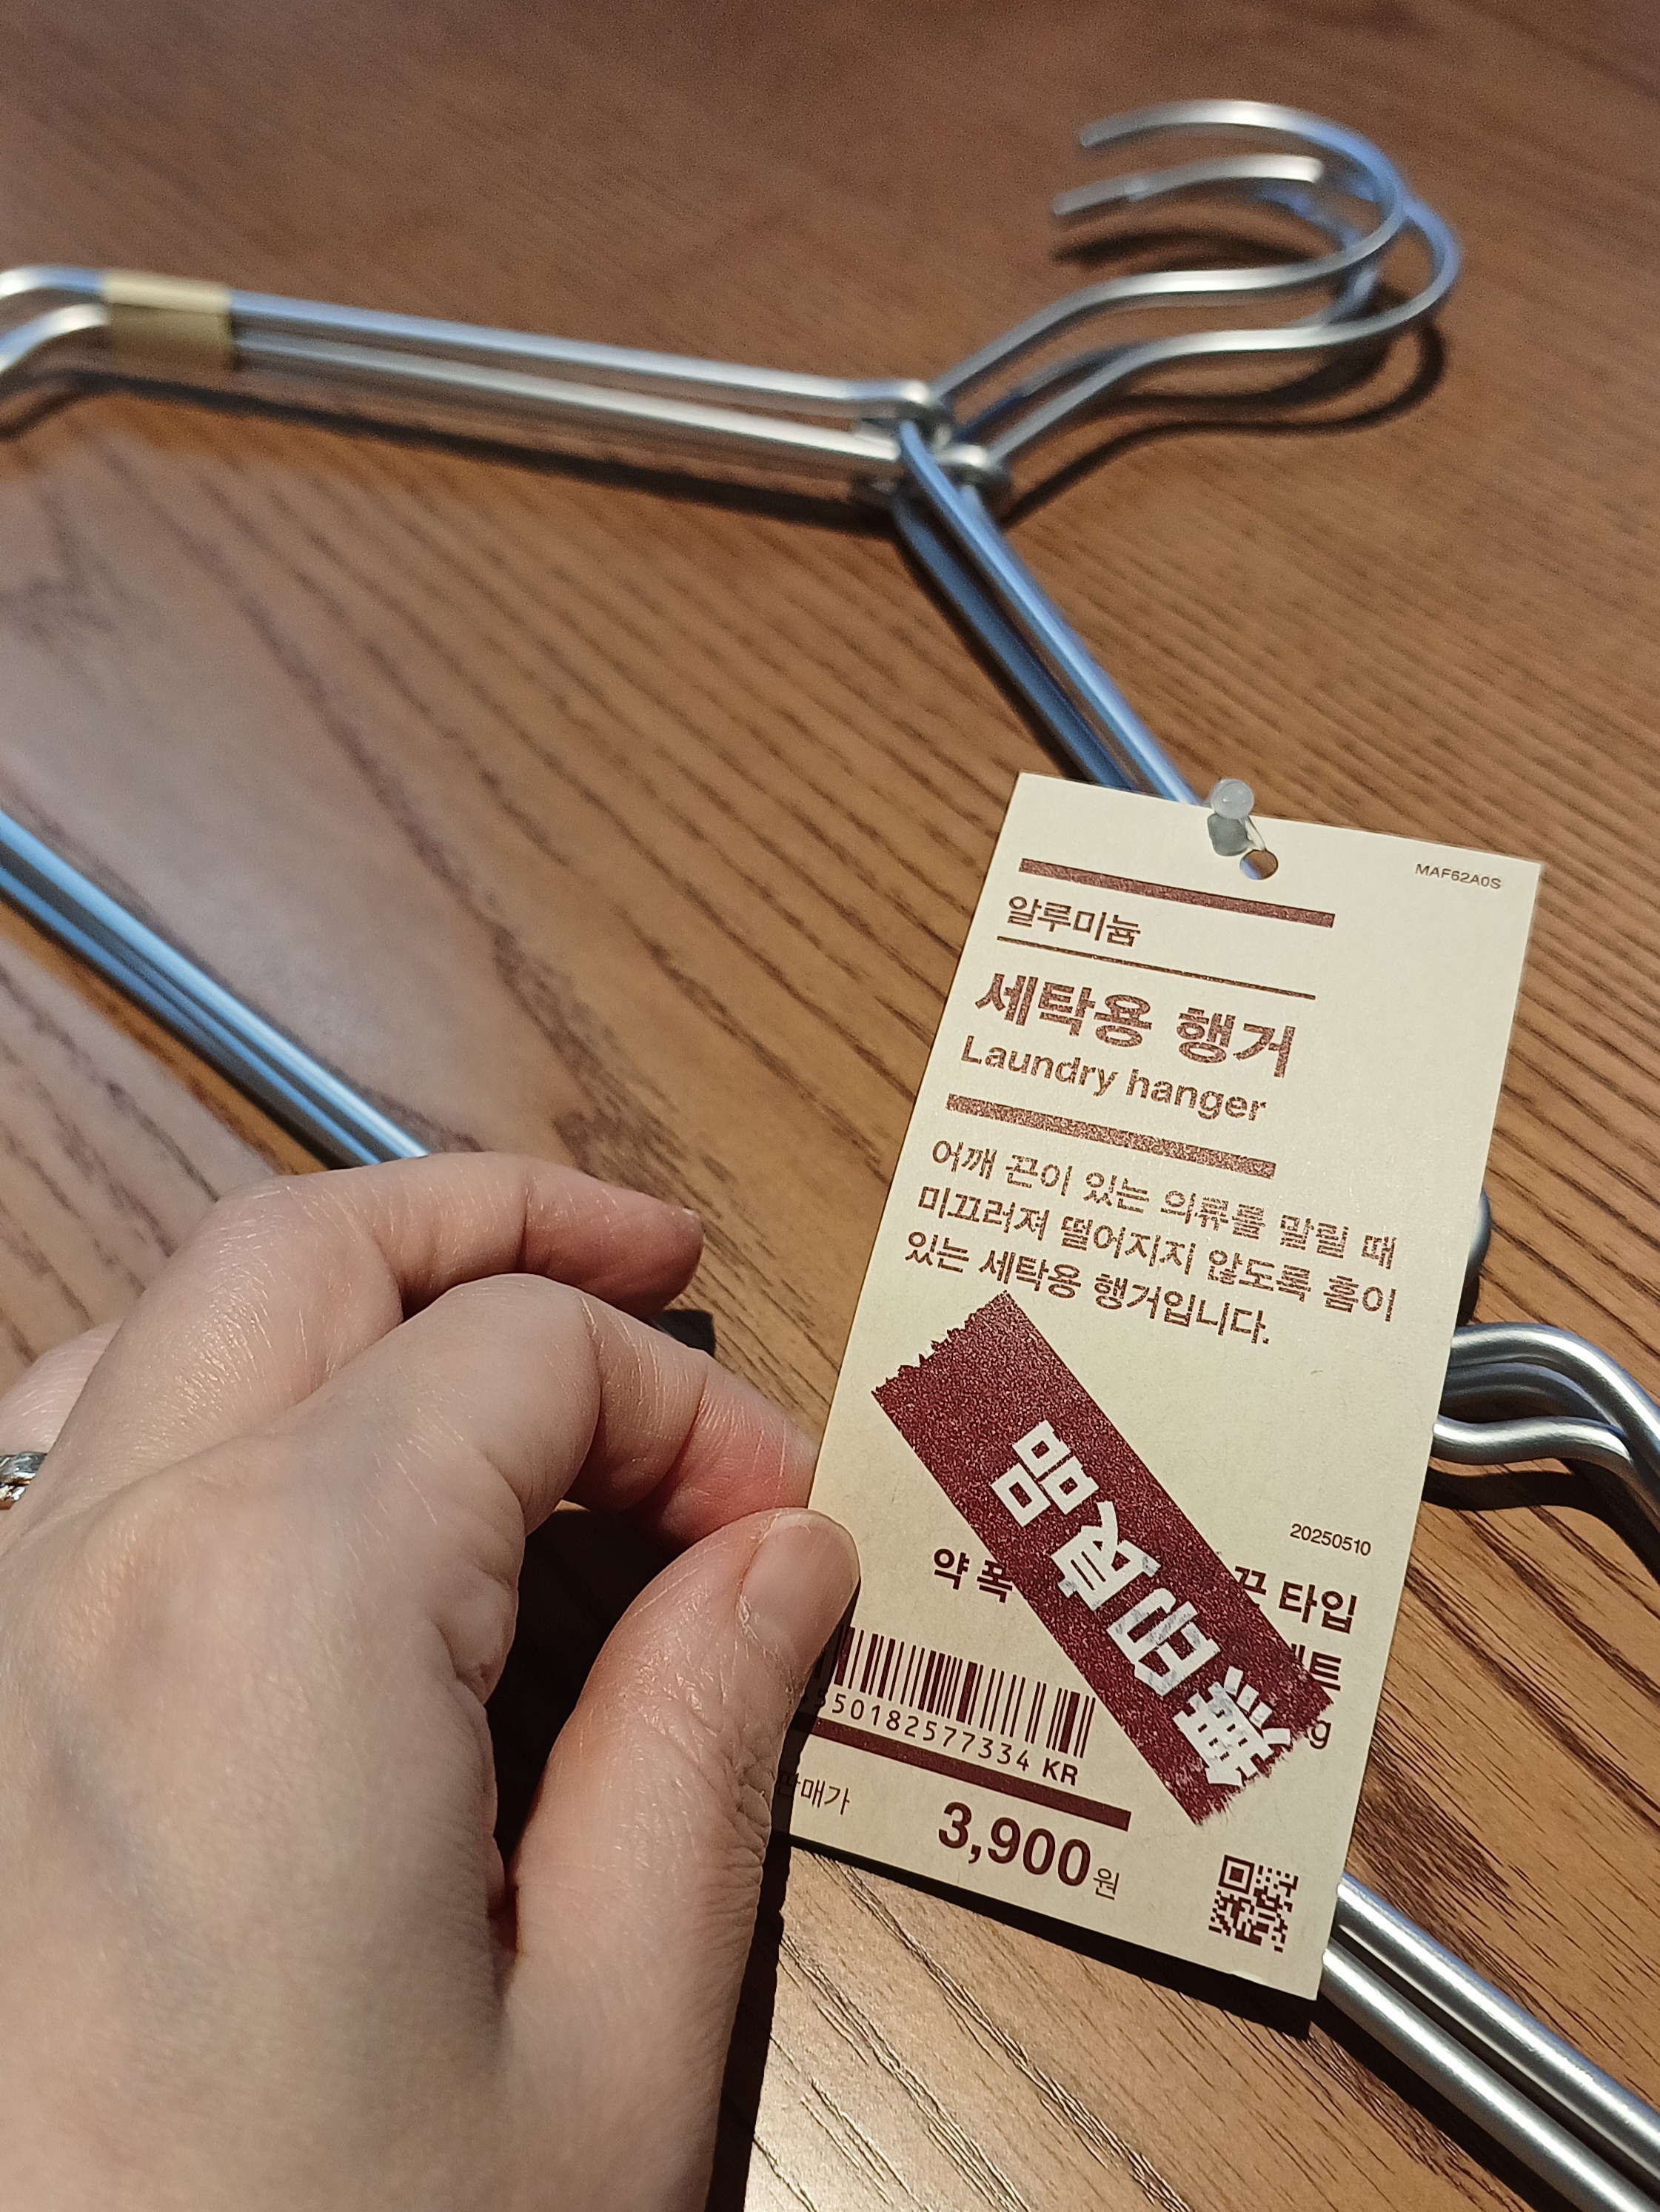 MAF62A0S
알루미늄
세탁용 행거
Laundry hanger
어깨 끈이 있는 의류를 말릴 때
미끄러져 떨어지지 않도록 홈이
있는 세탁용 행거입니다.
20250510
약 폭 타입
550182577334 KR
판매가
3,900원
無印良品